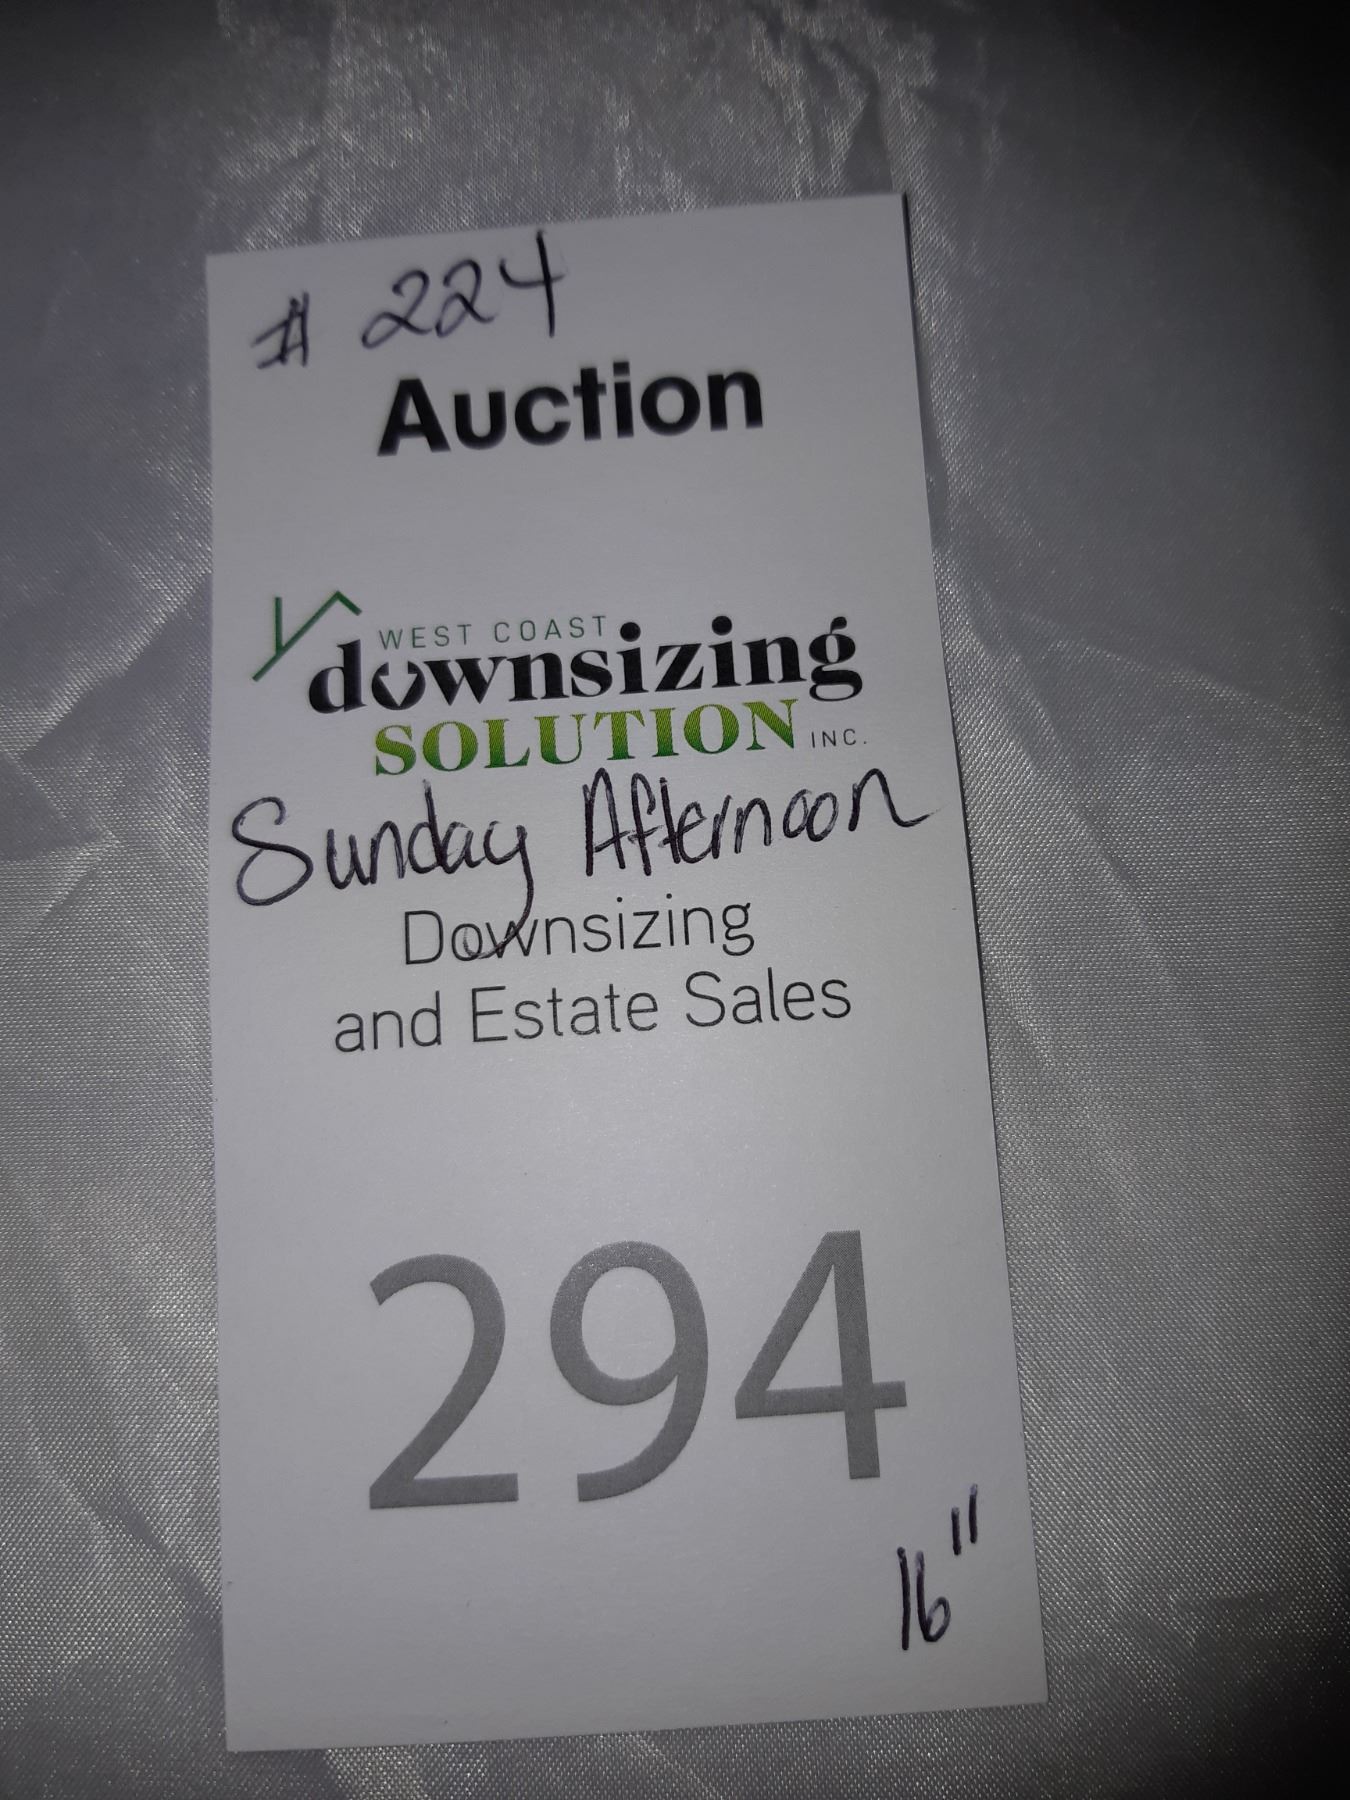 # 224
Auction
WEST COAST
downsizing
SOLUTION INC.
Sunday Afternoon
Downsizing
and Estate Sales
294
16"